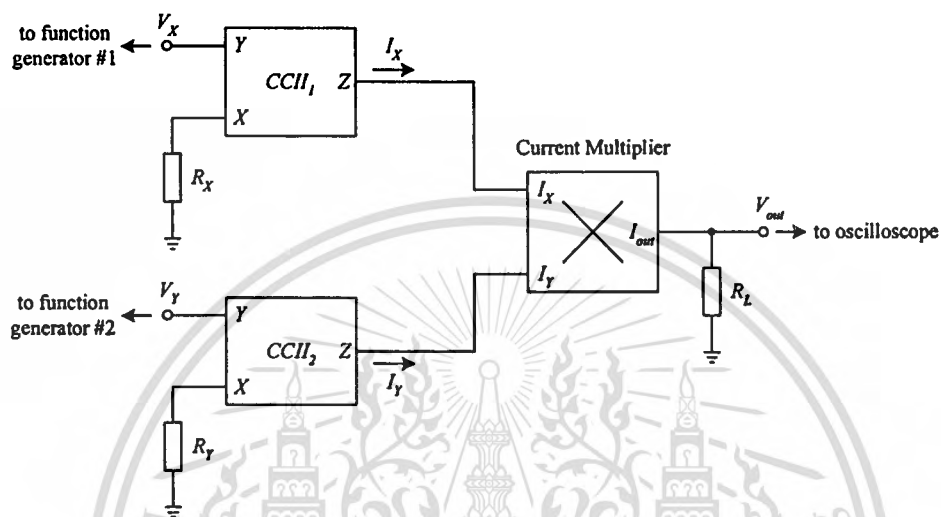 to function
generator #1
V_X
Y
CCII_1
Z
X
I_X
R_X
Current Multiplier
I_X
I_out
I_Y
V_out
to oscilloscope
R_L
to function
generator #2
V_Y
Y
CCII_2
Z
X
I_Y
R_Y